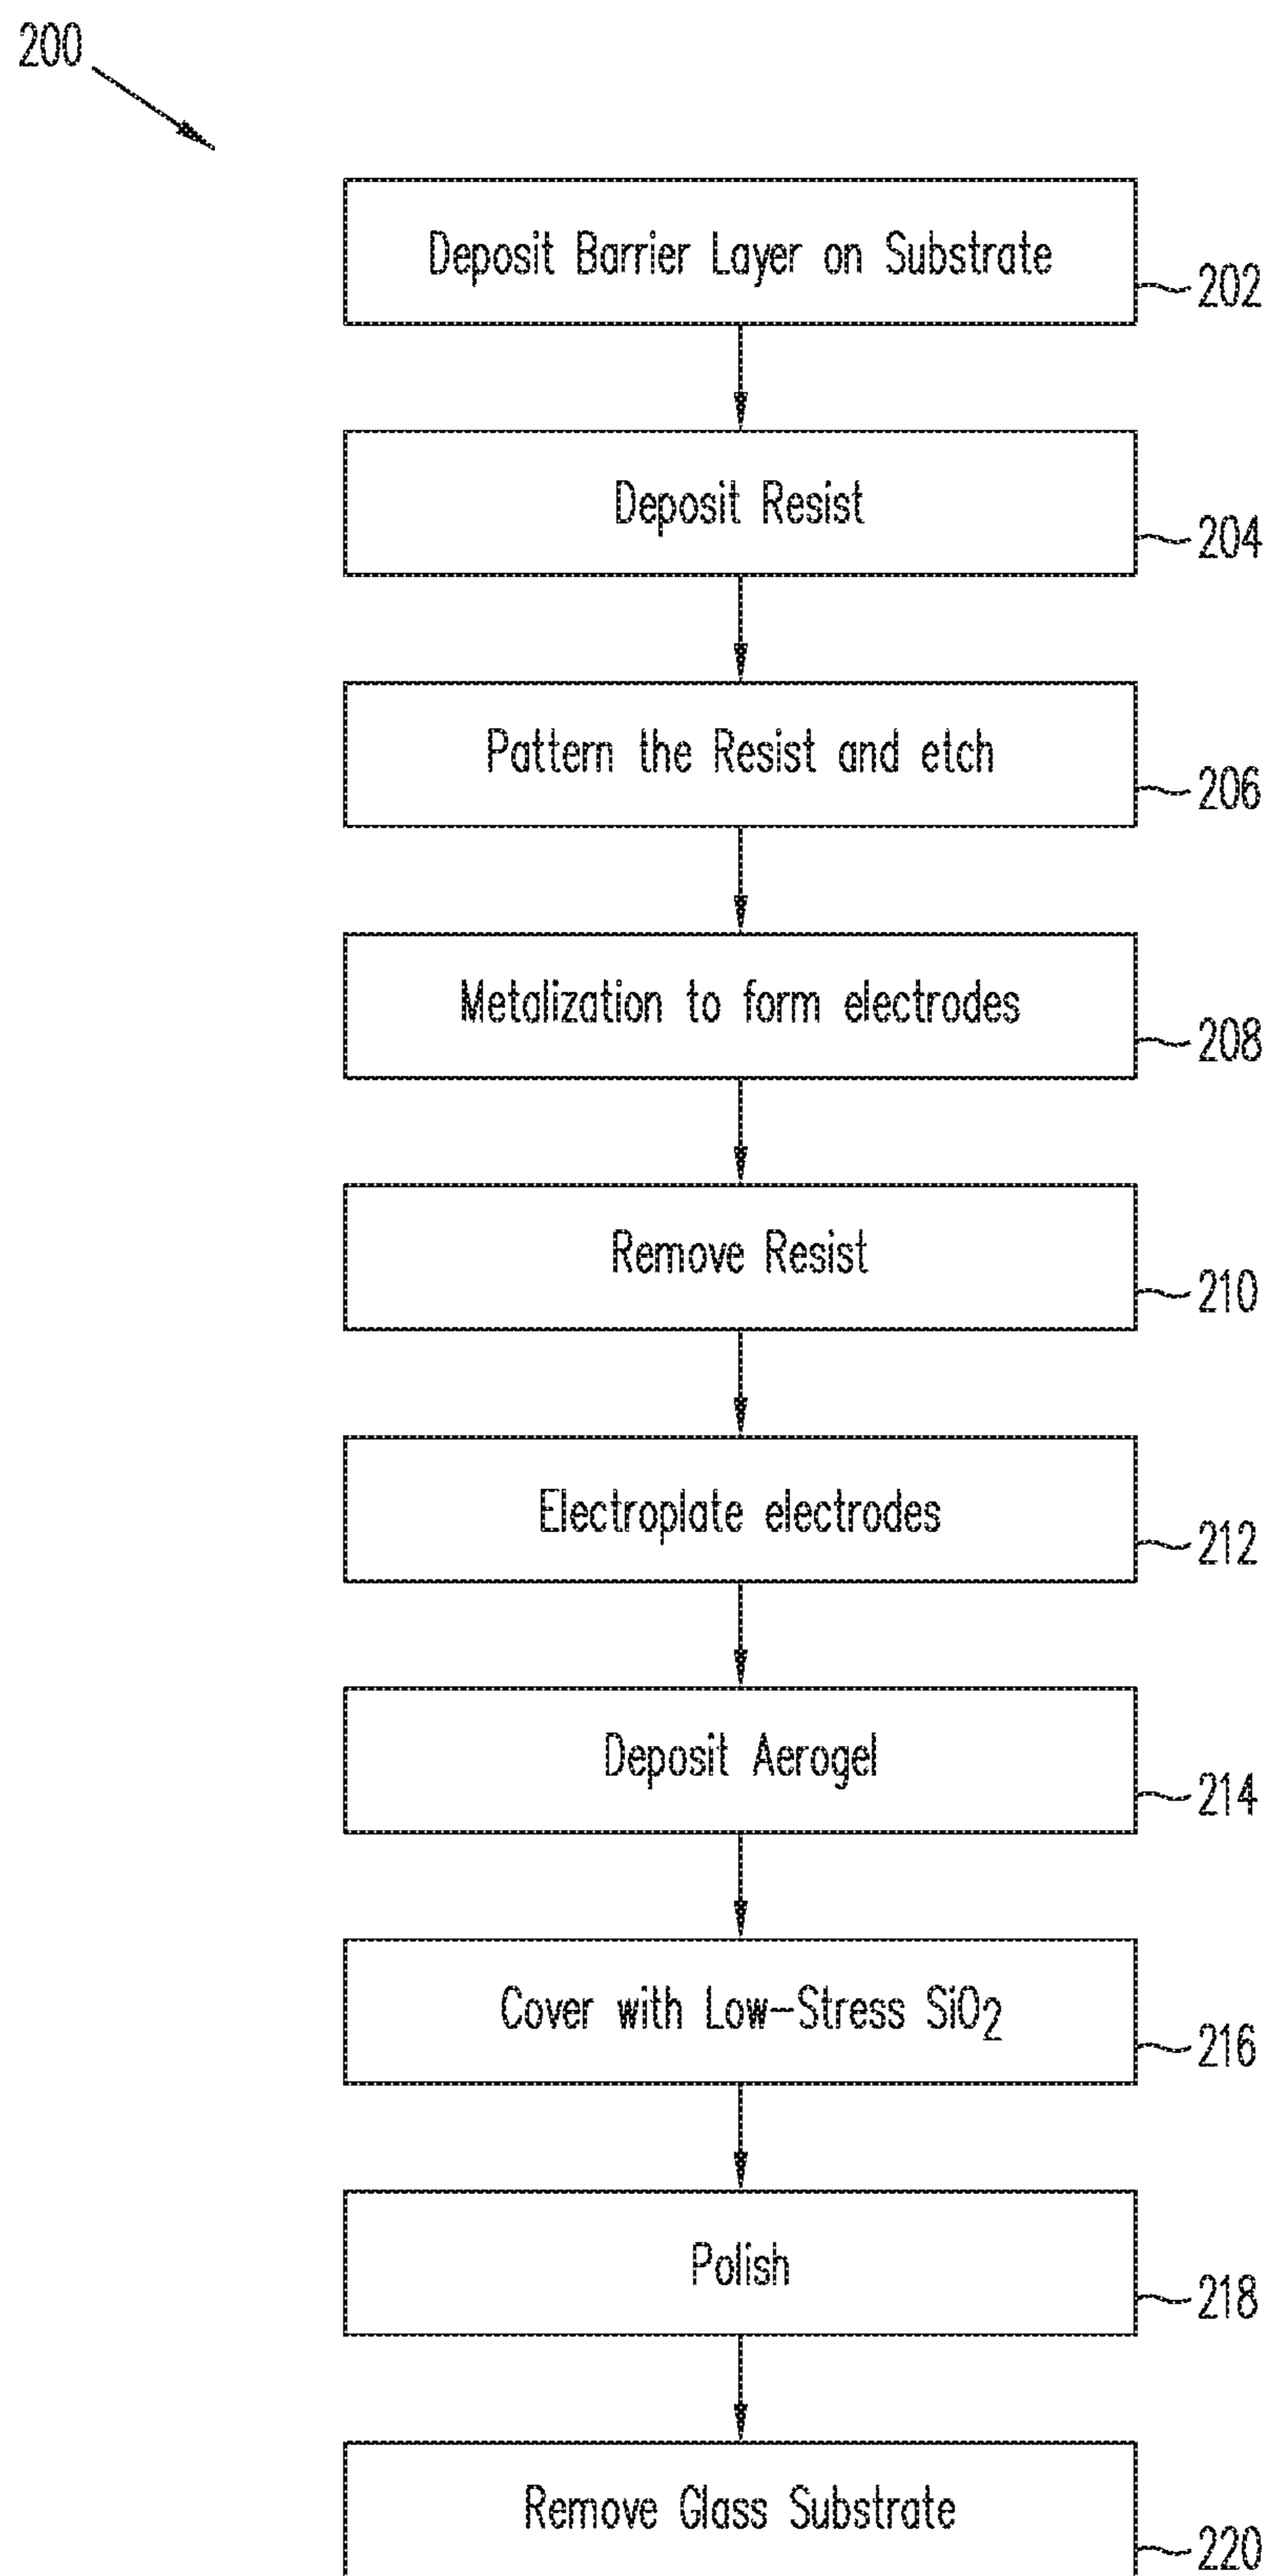 200
Deposit Barrier Layer on Substrate
202
Deposit Resist
204
Pattern the Resist and etch
206
Metalization to form electrodes
208
Remove Resist
210
Electroplate electrodes
212
Deposit Aerogel
214
Cover with Low-Stress SiO₂
216
Polish
218
Remove Glass Substrate
220